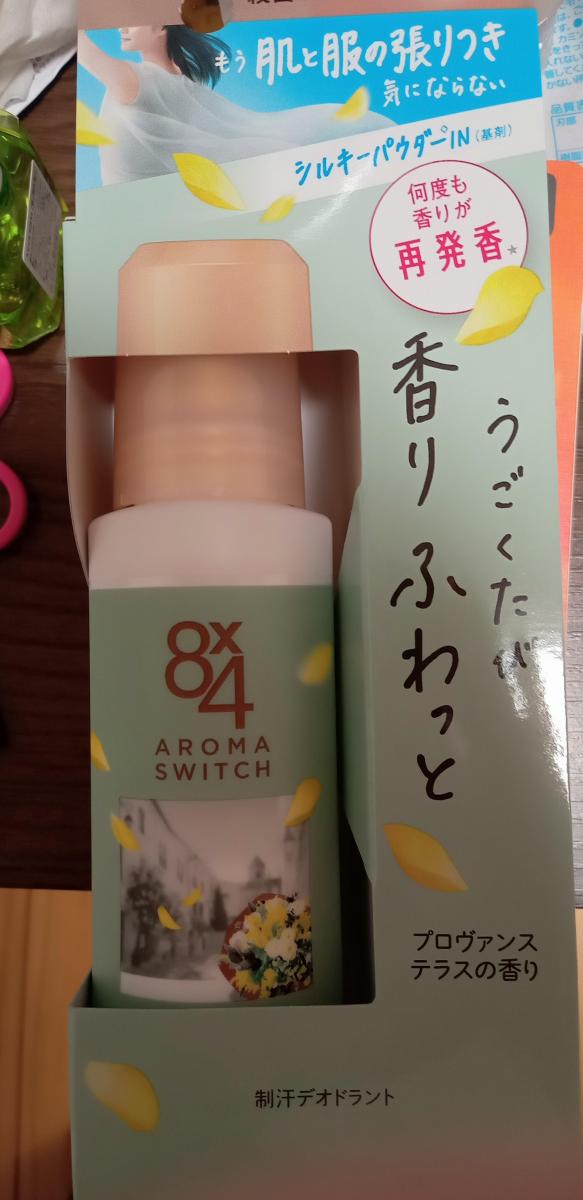 もう 肌と服の張りつき
気にならない
シルキーパウダーIN(基剤)
何度も
香りが
再発香★
うごくたび
香りふわっと
8x4
AROMA
SWITCH
プロヴァンス
テラスの香り
制汗デオドラント